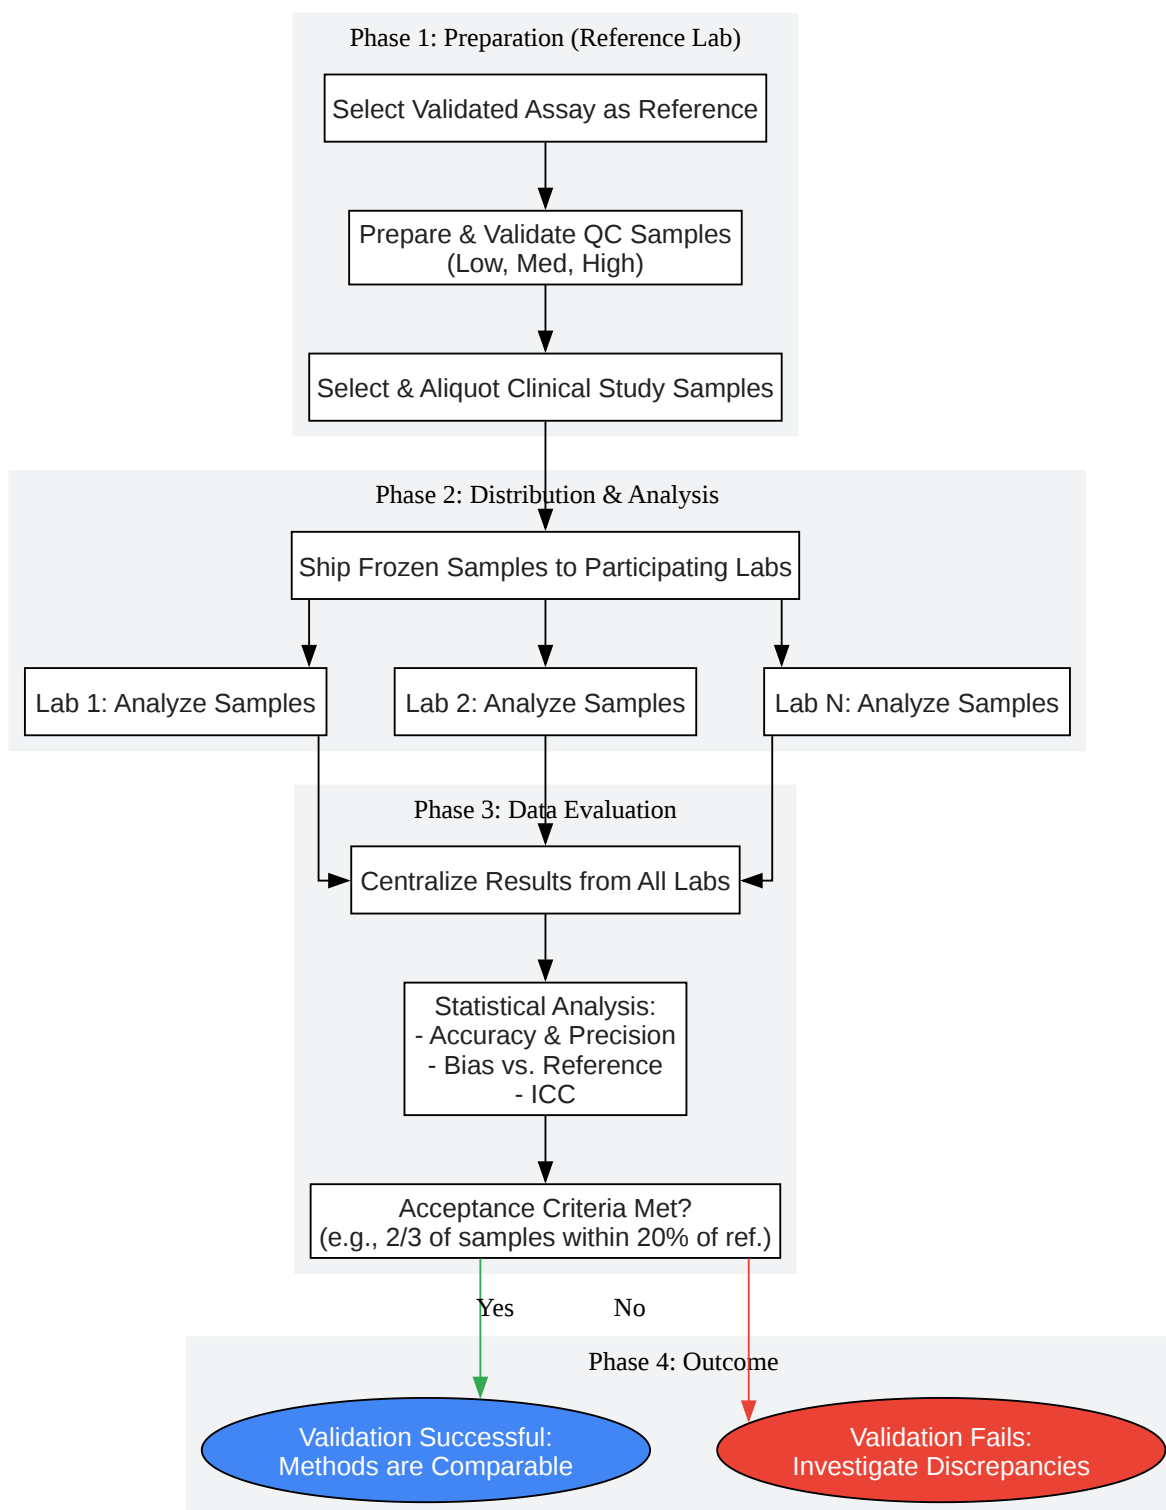 Phase 1: Preparation (Reference Lab)
Select Validated Assay as Reference
Prepare & Validate QC Samples
(Low, Med, High)
Select & Aliquot Clinical Study Samples
Phase 2: Distribution & Analysis
Ship Frozen Samples to Participating Labs
Lab 1: Analyze Samples
Lab 2: Analyze Samples
Lab N: Analyze Samples
Phase 3: Data Evaluation
Centralize Results from All Labs
Statistical Analysis:
- Accuracy & Precision
- Bias vs. Reference
- ICC
Acceptance Criteria Met?
(e.g., 2/3 of samples within 20% of ref.)
Yes
No
Phase 4: Outcome
Validation Successful:
Methods are Comparable
Validation Fails:
Investigate Discrepancies